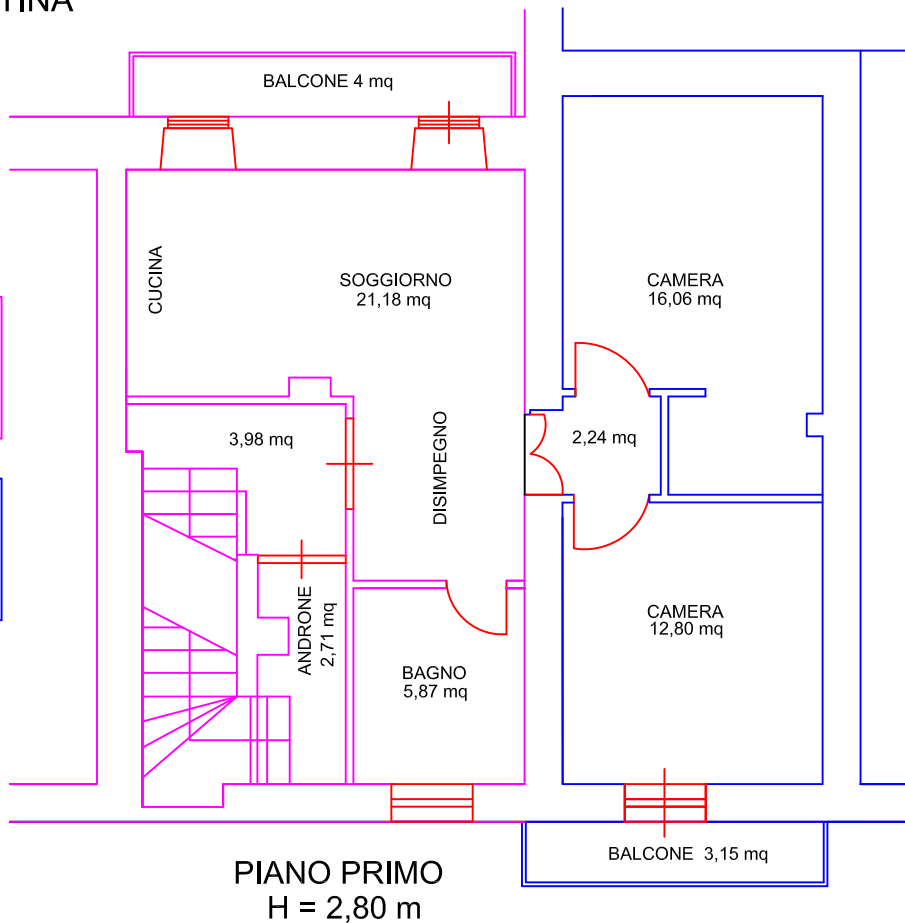 BALCONE 4 mq
CUCINA
SOGGIORNO
21,18 mq
CAMERA
16,06 mq
3,98 mq
DISIMPEGNO
2,24 mq
ANDRONE
2,71 mq
BAGNO
5,87 mq
CAMERA
12,80 mq
BALCONE 3,15 mq
PIANO PRIMO
H = 2,80 m